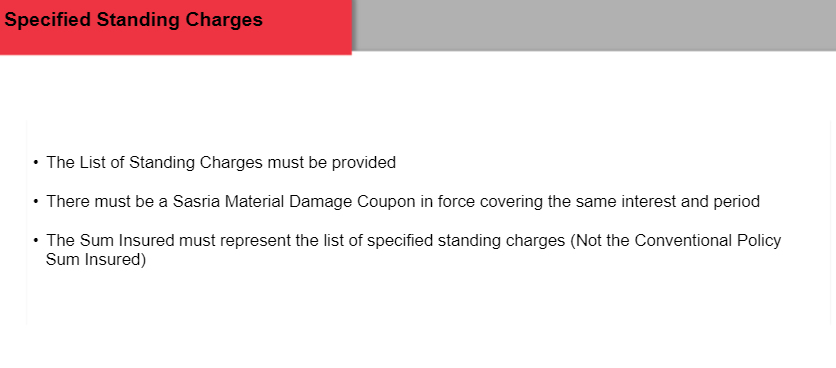 Specified Standing Charges
• The List of Standing Charges must be provided
• There must be a Sasria Material Damage Coupon in force covering the same interest and period
• The Sum Insured must represent the list of specified standing charges (Not the Conventional Policy
Sum Insured)